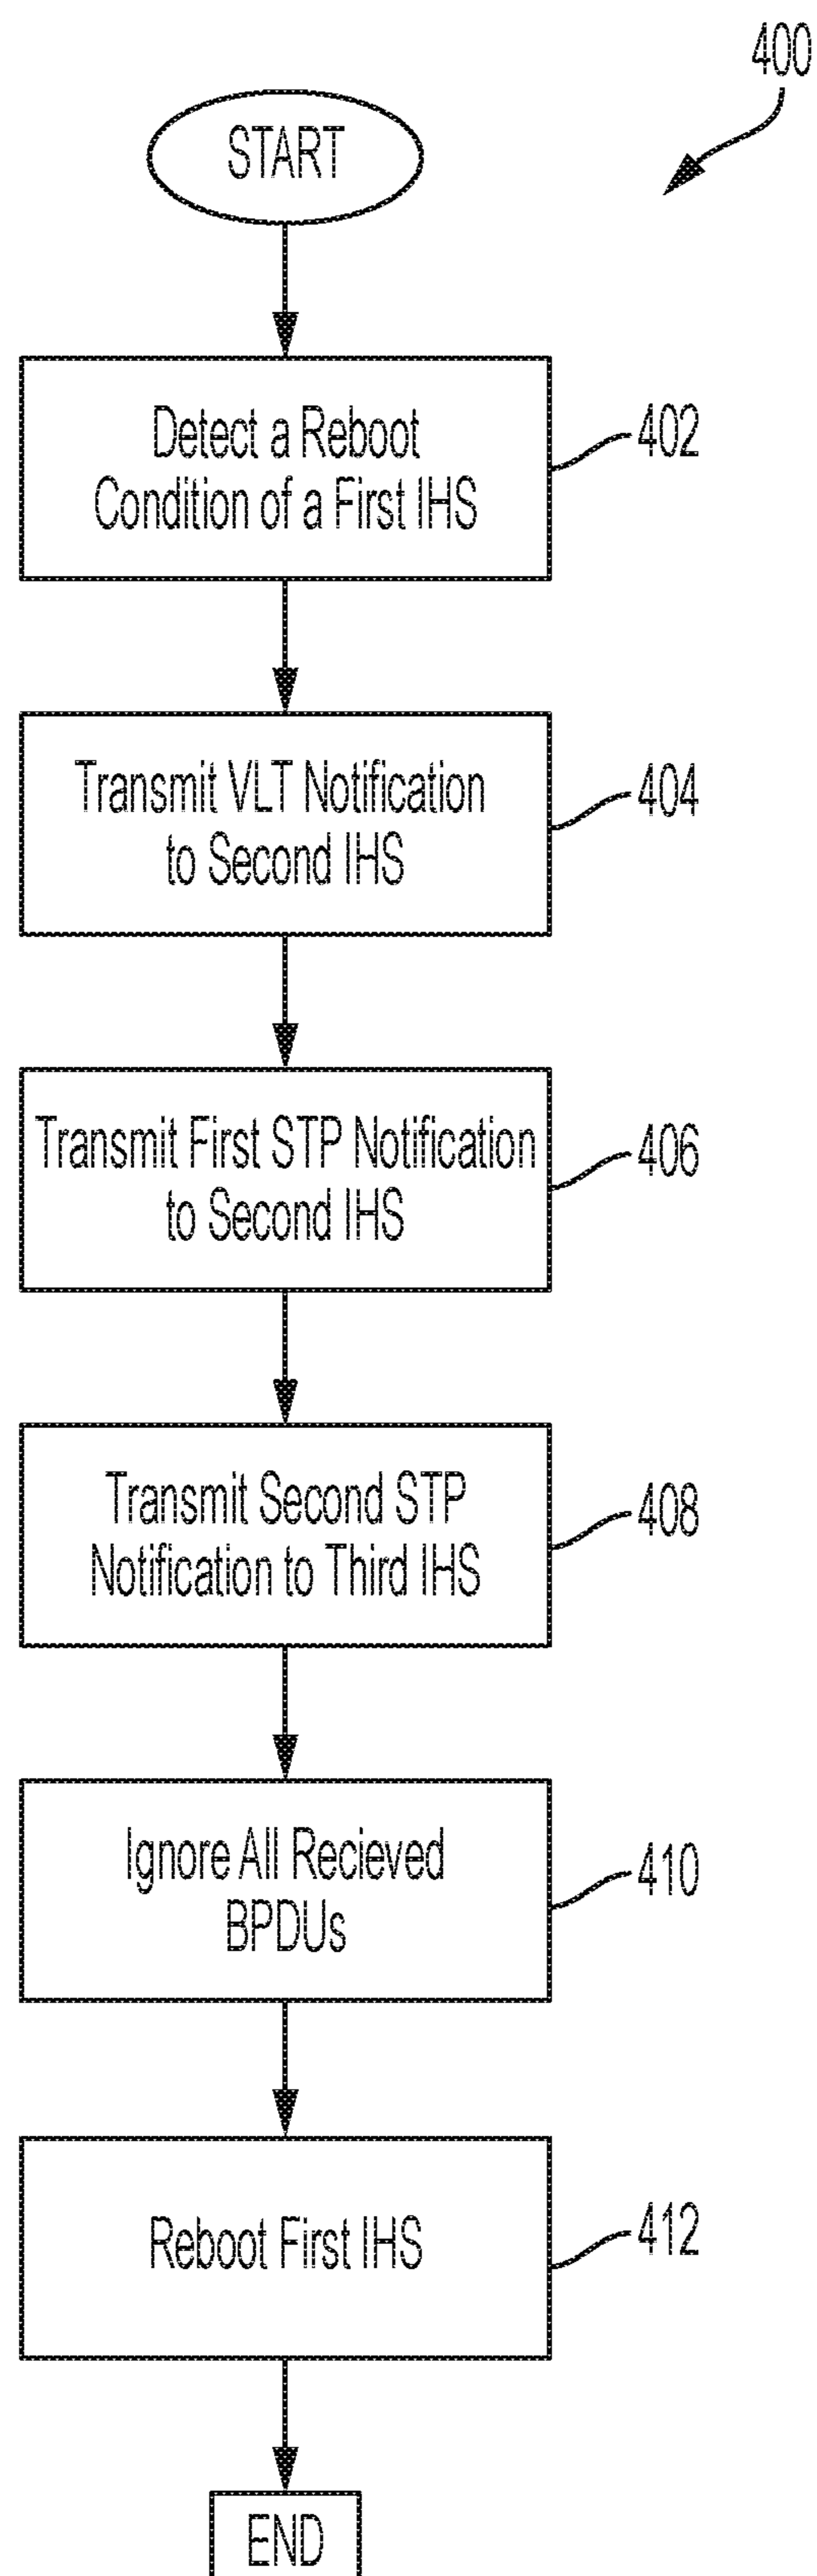 400
START
Detect a Reboot
Condition of a First IHS
402
Transmit VLT Notification
to Second IHS
404
Transmit First STP Notification
to Second IHS
406
Transmit Second STP
Notification to Third IHS
408
Ignore All Recieved
BPDUs
410
Reboot First IHS
412
END